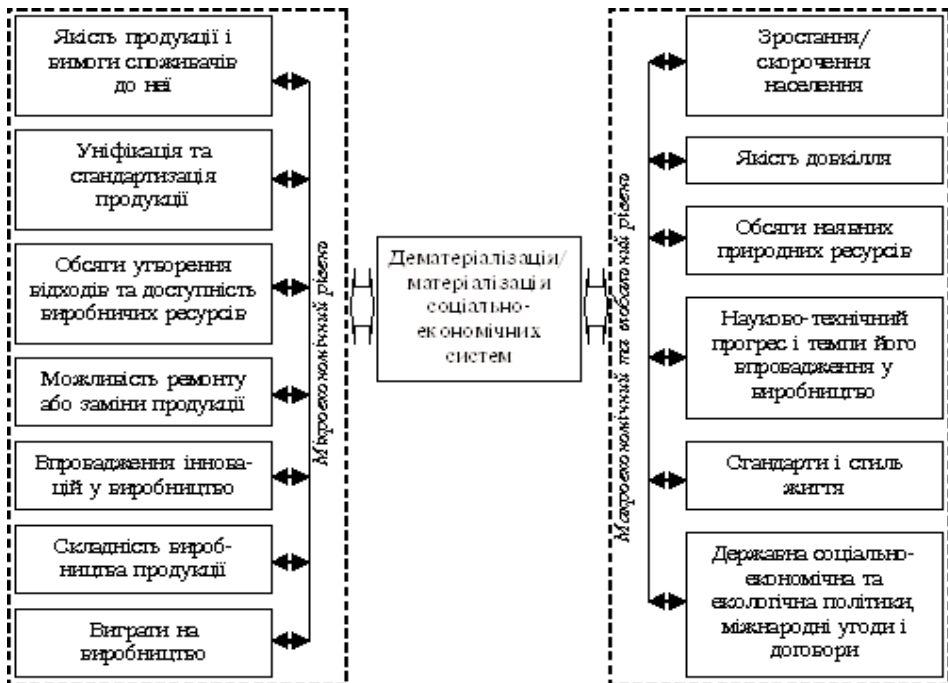 Якість продукції і
вимоги споживачів
до неї
Уніфікація та
стандартизація
продукції
Обсяги утворення
відходів та доступність
виробничих ресурсів
Можливість ремонту
або заміни продукції
Впровадження іннова-
цій у виробництво
Складність вироб-
ництва продукції
Витрати на
виробництво
Мікроекономічний рівень
Дематеріалізація/
матеріалізація
соціально-
економічних
систем
Макроекономічний та глобальний рівень
Зростання/
скорочення
населення
Якість довкілля
Обсяги наявних
природних ресурсів
Науково-технічний
прогрес і темпи його
впровадження у
виробництво
Стандарти і стиль
життя
Державна соціально-
економічна та
екологічна політики,
міжнародні угоди і
договори